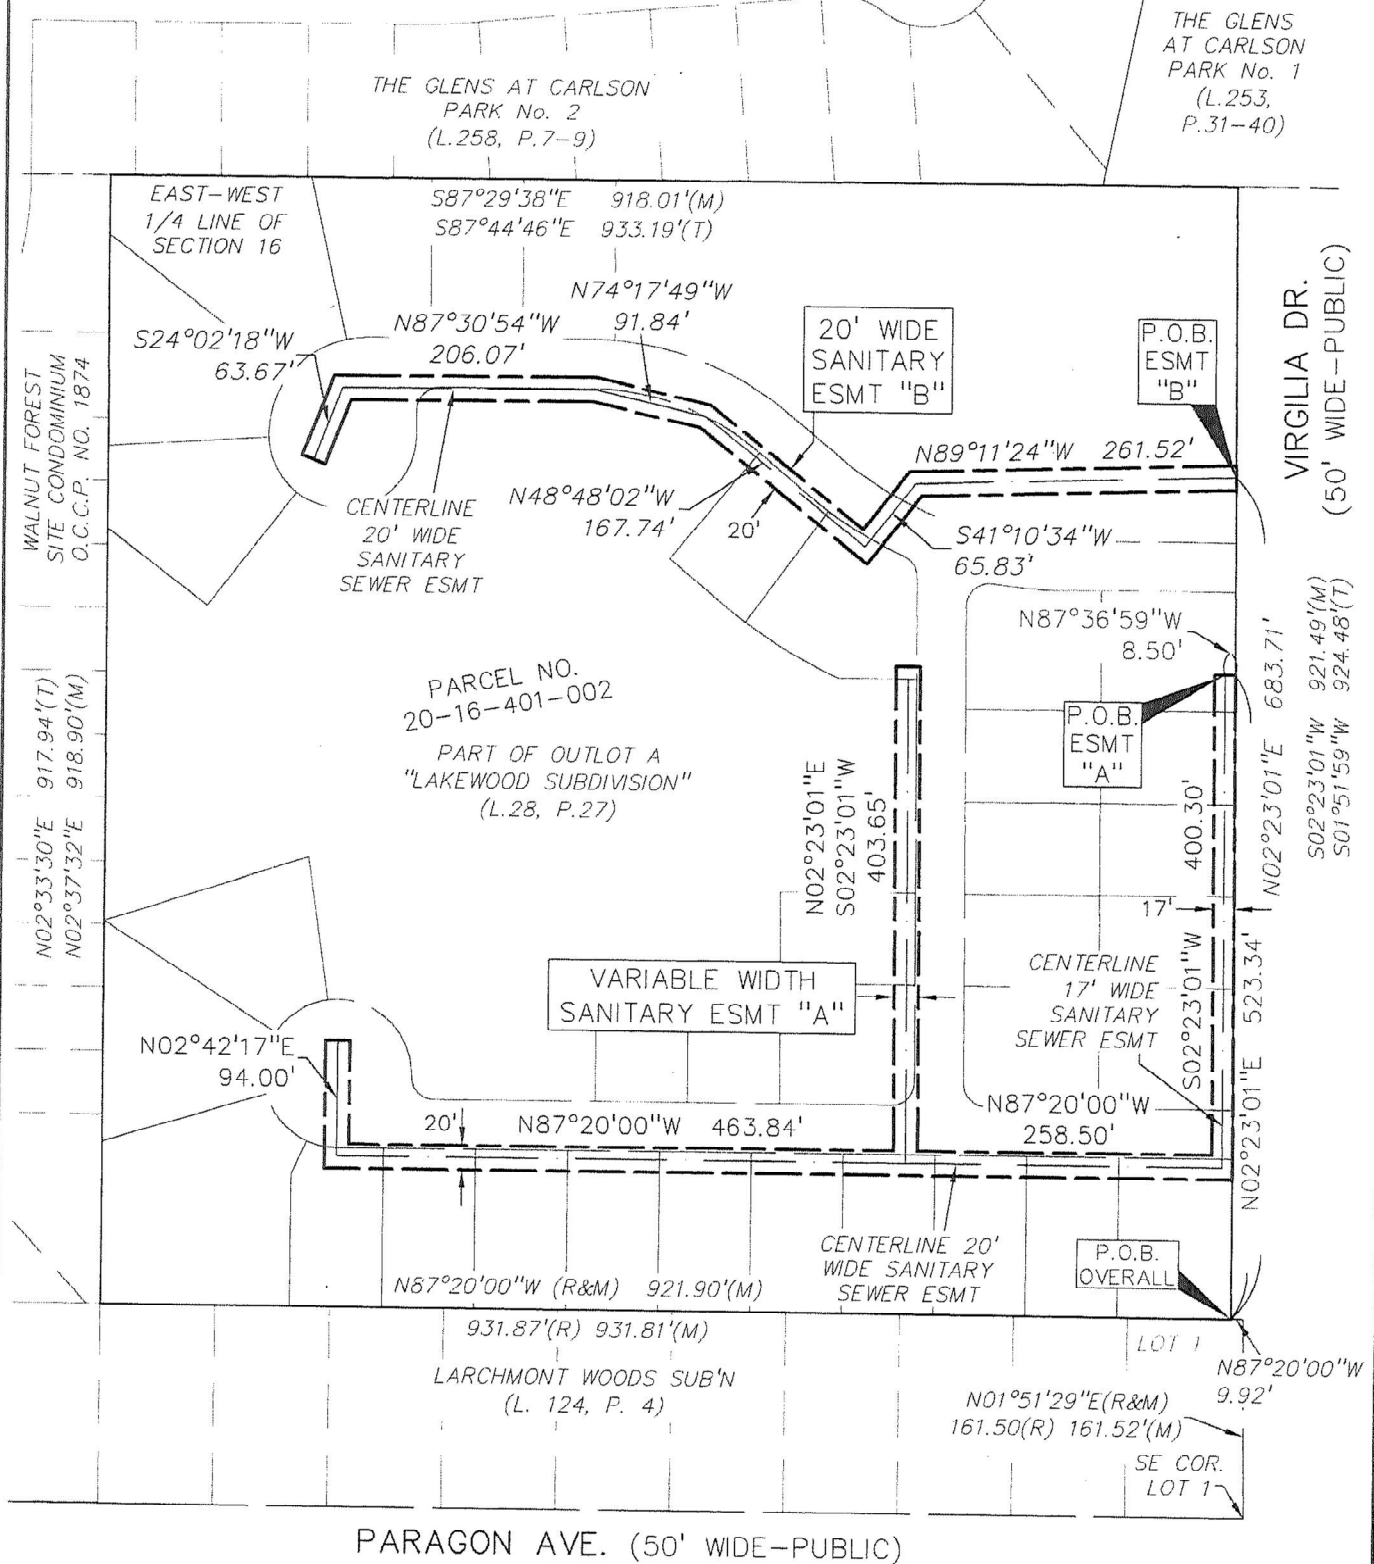 THE GLENS
AT CARLSON
PARK No. 1
(L.253,
P.31-40)
THE GLENS AT CARLSON
PARK No. 2
(L.258, P.7-9)
EAST-WEST
1/4 LINE OF
SECTION 16
S87°29'38"E 918.01'(M)
S87°44'46"E 933.19'(T)
N74°17'49"W
91.84'
N87°30'54"W
206.07'
S24°02'18"W
63.67'
20' WIDE
SANITARY
ESMT "B"
P.O.B.
ESMT
"B"
VIRGILIA DR.
(50' WIDE-PUBLIC)
WALNUT FOREST
SITE CONDOMINIUM
O.C.C.P. NO. 1874
N89°11'24"W 261.52'
N48°48'02"W
167.74'
20'
CENTERLINE
20' WIDE
SANITARY
SEWER ESMT
S41°10'34"W
65.83'
N87°36'59"W
8.50'
S02°23'01"W 921.49'(M)
S01°51'59"W 924.48'(T)
N02°23'01"E 683.71'
PARCEL NO.
20-16-401-002
PART OF OUTLOT A
"LAKEWOOD SUBDIVISION"
(L.28, P.27)
P.O.B.
ESMT
"A"
N02°33'30"E 917.94'(T)
N02°37'32"E 918.90'(M)
N02°23'01"E
S02°23'01"W
403.65'
400.30'
S02°23'01"W
17'
N02°23'01"E 523.34'
VARIABLE WIDTH
SANITARY ESMT "A"
CENTERLINE
17' WIDE
SANITARY
SEWER ESMT
N02°42'17"E
94.00'
20'
N87°20'00"W 463.84'
N87°20'00"W
258.50'
CENTERLINE 20'
WIDE SANITARY
SEWER ESMT
P.O.B.
OVERALL
N87°20'00"W (R&M) 921.90'(M)
931.87'(R) 931.81'(M)
LARCHMONT WOODS SUB'N
(L. 124, P. 4)
LOT 1
N87°20'00"W
9.92'
N01°51'29"E(R&M)
161.50(R) 161.52'(M)
SE COR.
LOT 1
PARAGON AVE. (50' WIDE-PUBLIC)